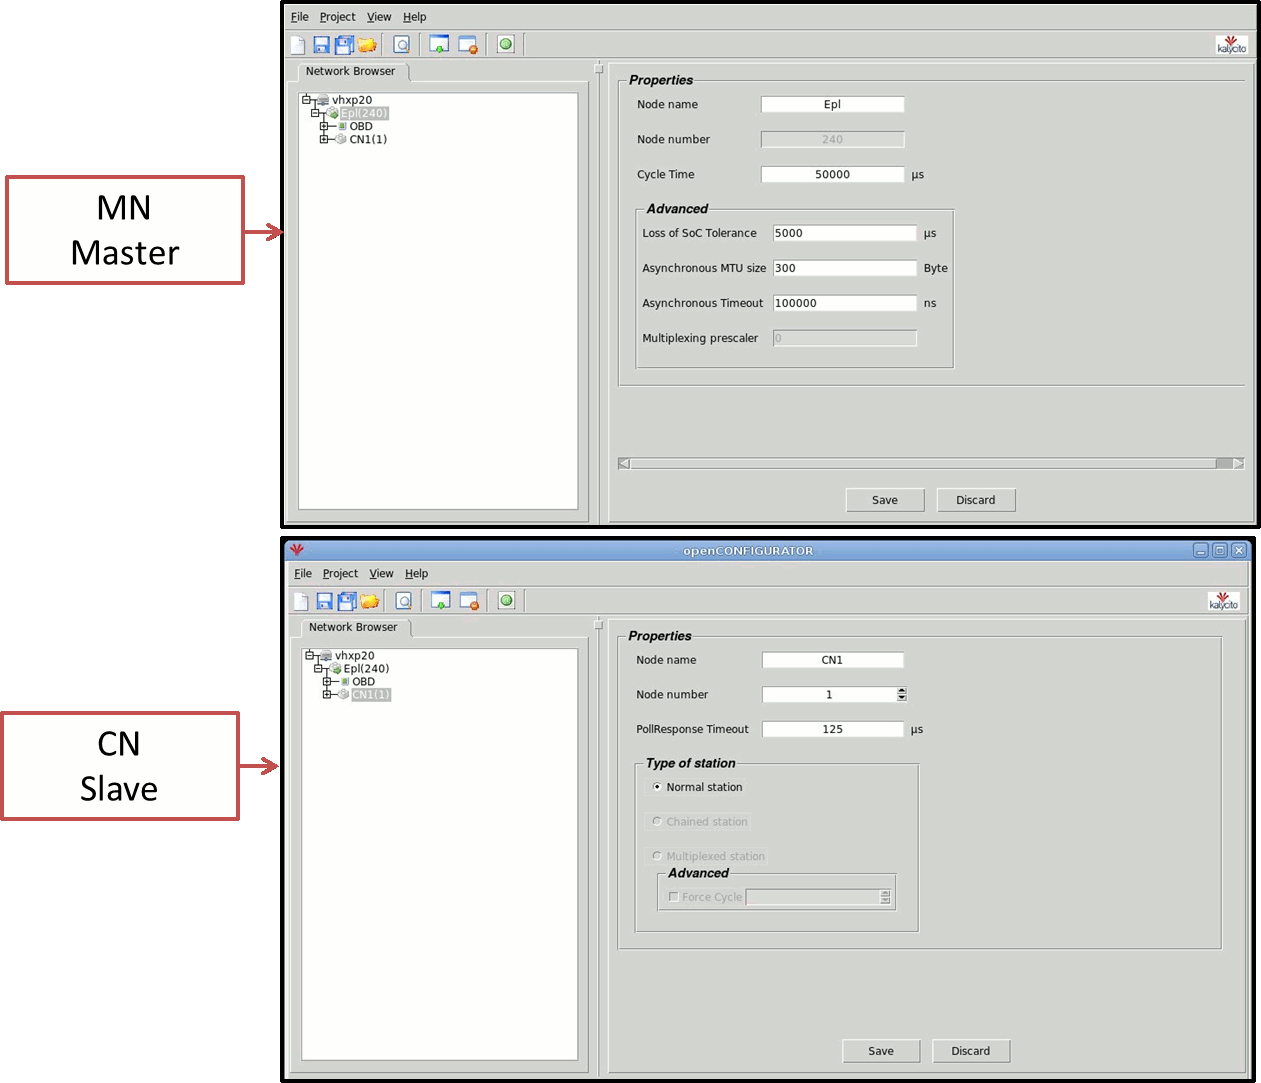 MN
Master
File Project View Help
kalycito
Network Browser
vhxp20
Epl(240)
OBD
CN1(1)
Properties
Node name Epl
Node number 240
Cycle Time 50000 µs
Advanced
Loss of SoC Tolerance 5000 µs
Asynchronous MTU size 300 Byte
Asynchronous Timeout 100000 ns
Multiplexing prescaler 0
Save Discard
CN
Slave
openCONFIGURATOR
File Project View Help
kalycito
Network Browser
vhxp20
Epl(240)
OBD
CN1(1)
Properties
Node name CN1
Node number 1
PollResponse Timeout 125 µs
Type of station
Normal station
Chained station
Multiplexed station
Advanced
Force Cycle
Save Discard